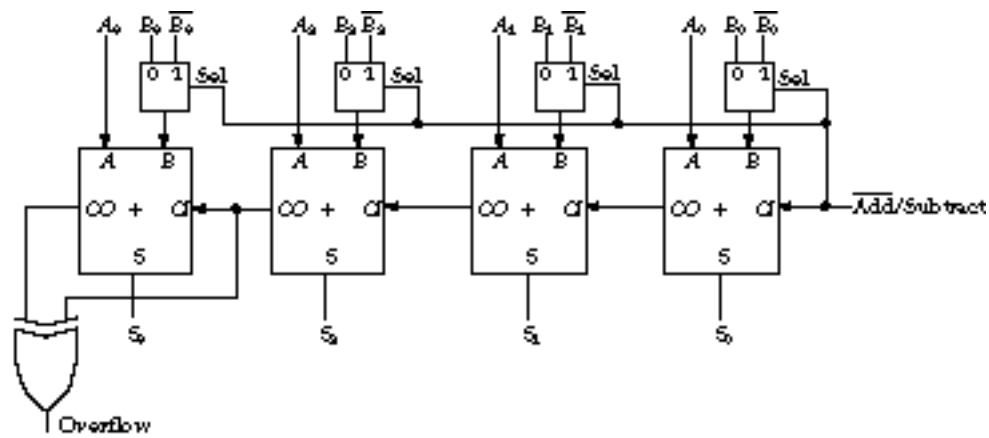 A₃ B₃ B̅₃ A₂ B₂ B̅₂ A₁ B₁ B̅₁ A₀ B₀ B̅₀
0 1 Sel 0 1 Sel 0 1 Sel 0 1 Sel
A B A B A B A B
CO + CI CO + CI CO + CI CO + CI A̅d̅d̅/Subtract
S S S S
S₃ S₂ S₁ S₀
Overflow